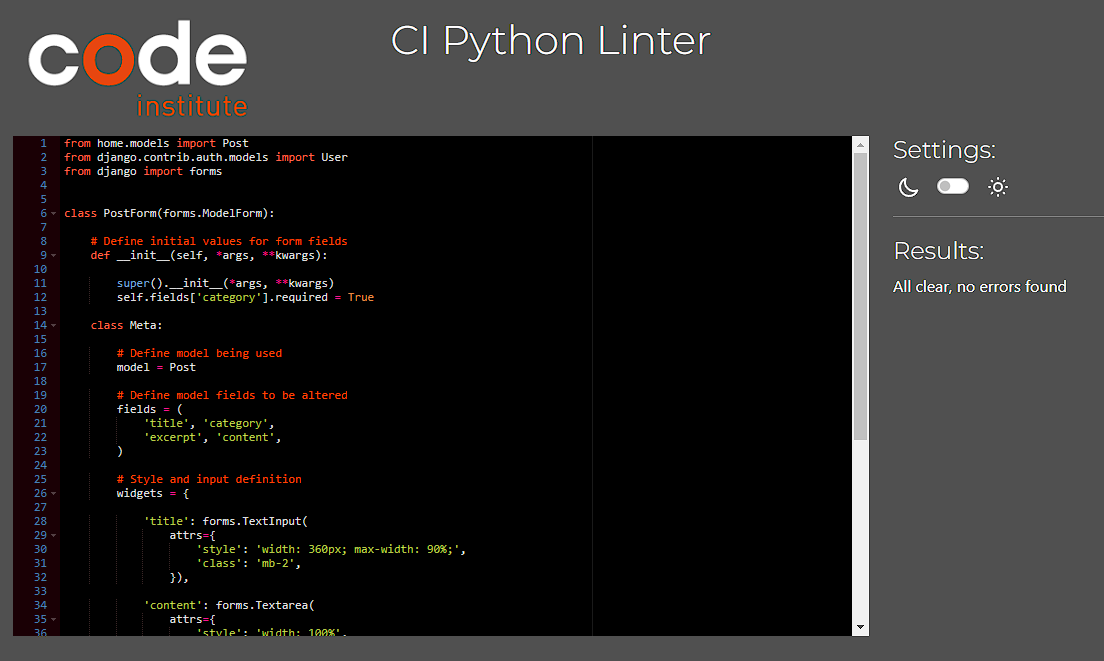 code
institute
CI Python Linter
1 from home.models import Post
2 from django.contrib.auth.models import User
3 from django import forms
4
5
6 class PostForm(forms.ModelForm):
7
8     # Define initial values for form fields
9     def __init__(self, *args, **kwargs):
10
11         super().__init__(*args, **kwargs)
12         self.fields['category'].required = True
13
14     class Meta:
15
16         # Define model being used
17         model = Post
18
19         # Define model fields to be altered
20         fields = (
21             'title', 'category',
22             'excerpt', 'content',
23         )
24
25         # Style and input definition
26         widgets = {
27
28             'title': forms.TextInput(
29                 attrs={
30                     'style': 'width: 360px; max-width: 90%;',
31                     'class': 'mb-2',
32                 }),
33
34             'content': forms.Textarea(
35                 attrs={
36                     'style': 'width: 100%',
Settings:
Results:
All clear, no errors found